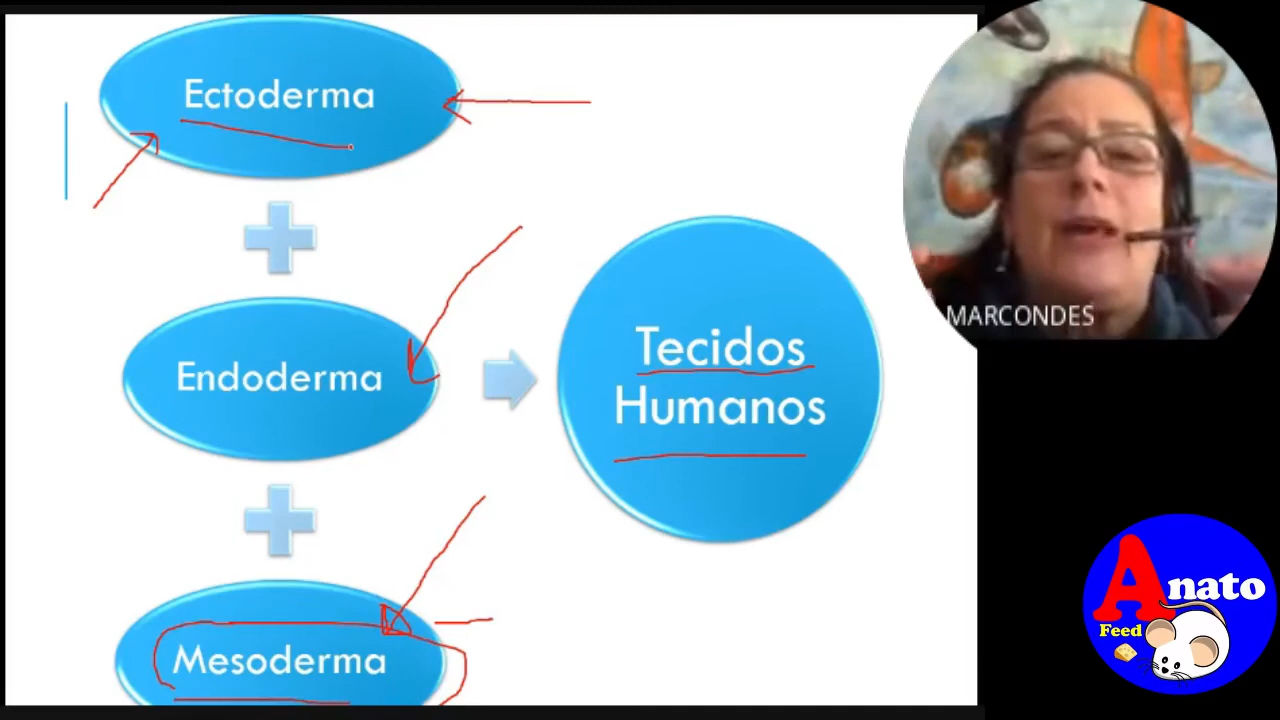 Ectoderma
Endoderma
Mesoderma
Tecidos
Humanos
MARCONDES
Anato
Feed